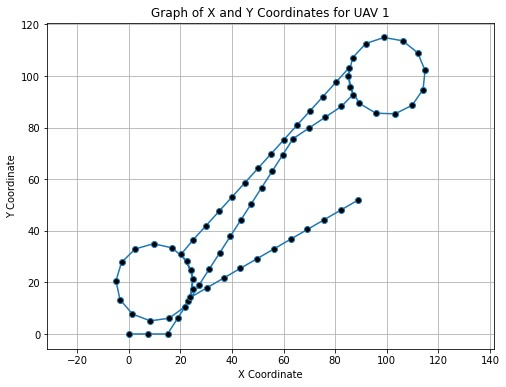 Graph of X and Y Coordinates for UAV 1
120
100
80
60
40
20
0
Y Coordinate
−20 0 20 40 60 80 100 120 140
X Coordinate